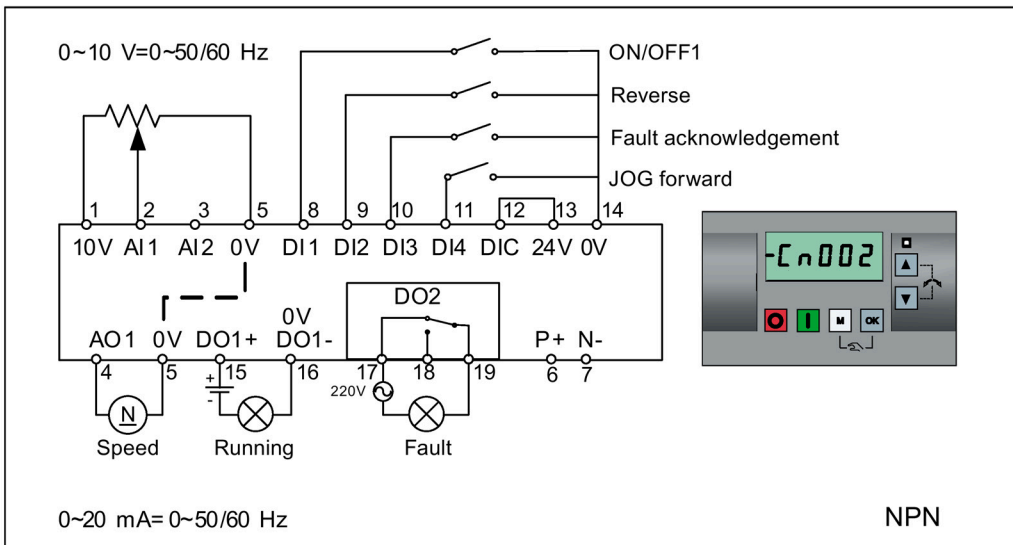 0~10 V=0~50/60 Hz
ON/OFF1
Reverse
Fault acknowledgement
JOG forward
1 2 3 5 8 9 10 11 12 13 14
10V AI1 AI2 0V DI1 DI2 DI3 DI4 DIC 24V 0V
-Cn002
M OK
DO2
AO1 0V DO1+ 0V DO1- P+ N-
4 5 15 16 17 18 19 6 7
+
-
220V
N
Speed Running Fault
0~20 mA= 0~50/60 Hz
NPN